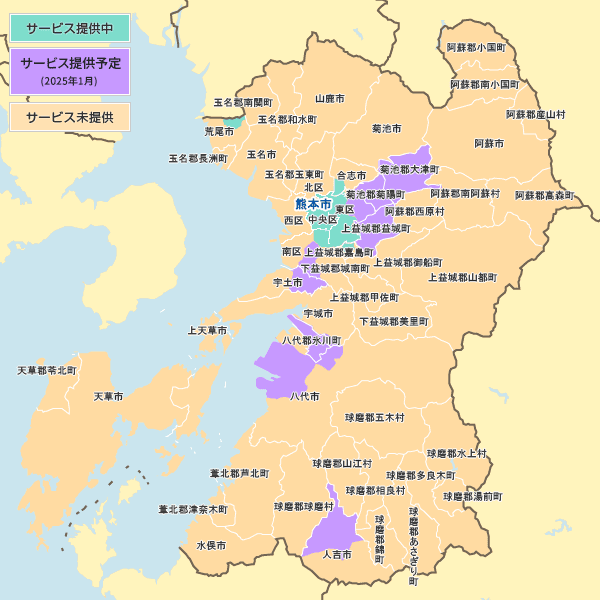 サービス提供中
サービス提供予定
(2025年1月)
サービス未提供
阿蘇郡小国町
阿蘇郡南小国町
玉名郡南関町
山鹿市
阿蘇郡産山村
玉名郡和水町
荒尾市
菊池市
阿蘇市
玉名郡長洲町
玉名市
菊池郡大津町
玉名郡玉東町
合志市
北区
菊池郡菊陽町
阿蘇郡南阿蘇村
阿蘇郡高森町
熊本市
東区
阿蘇郡西原村
西区
中央区
上益城郡益城町
南区
上益城郡嘉島町
上益城郡御船町
下益城郡城南町
上益城郡山都町
宇土市
上益城郡甲佐町
宇城市
下益城郡美里町
上天草市
八代郡氷川町
天草郡苓北町
天草市
八代市
球磨郡五木村
球磨郡水上村
球磨郡山江村
葦北郡芦北町
球磨郡多良木町
球磨郡相良村
球磨郡湯前町
葦北郡津奈木町
球磨郡球磨村
球磨郡錦町
球磨郡あさぎり町
水俣市
人吉市